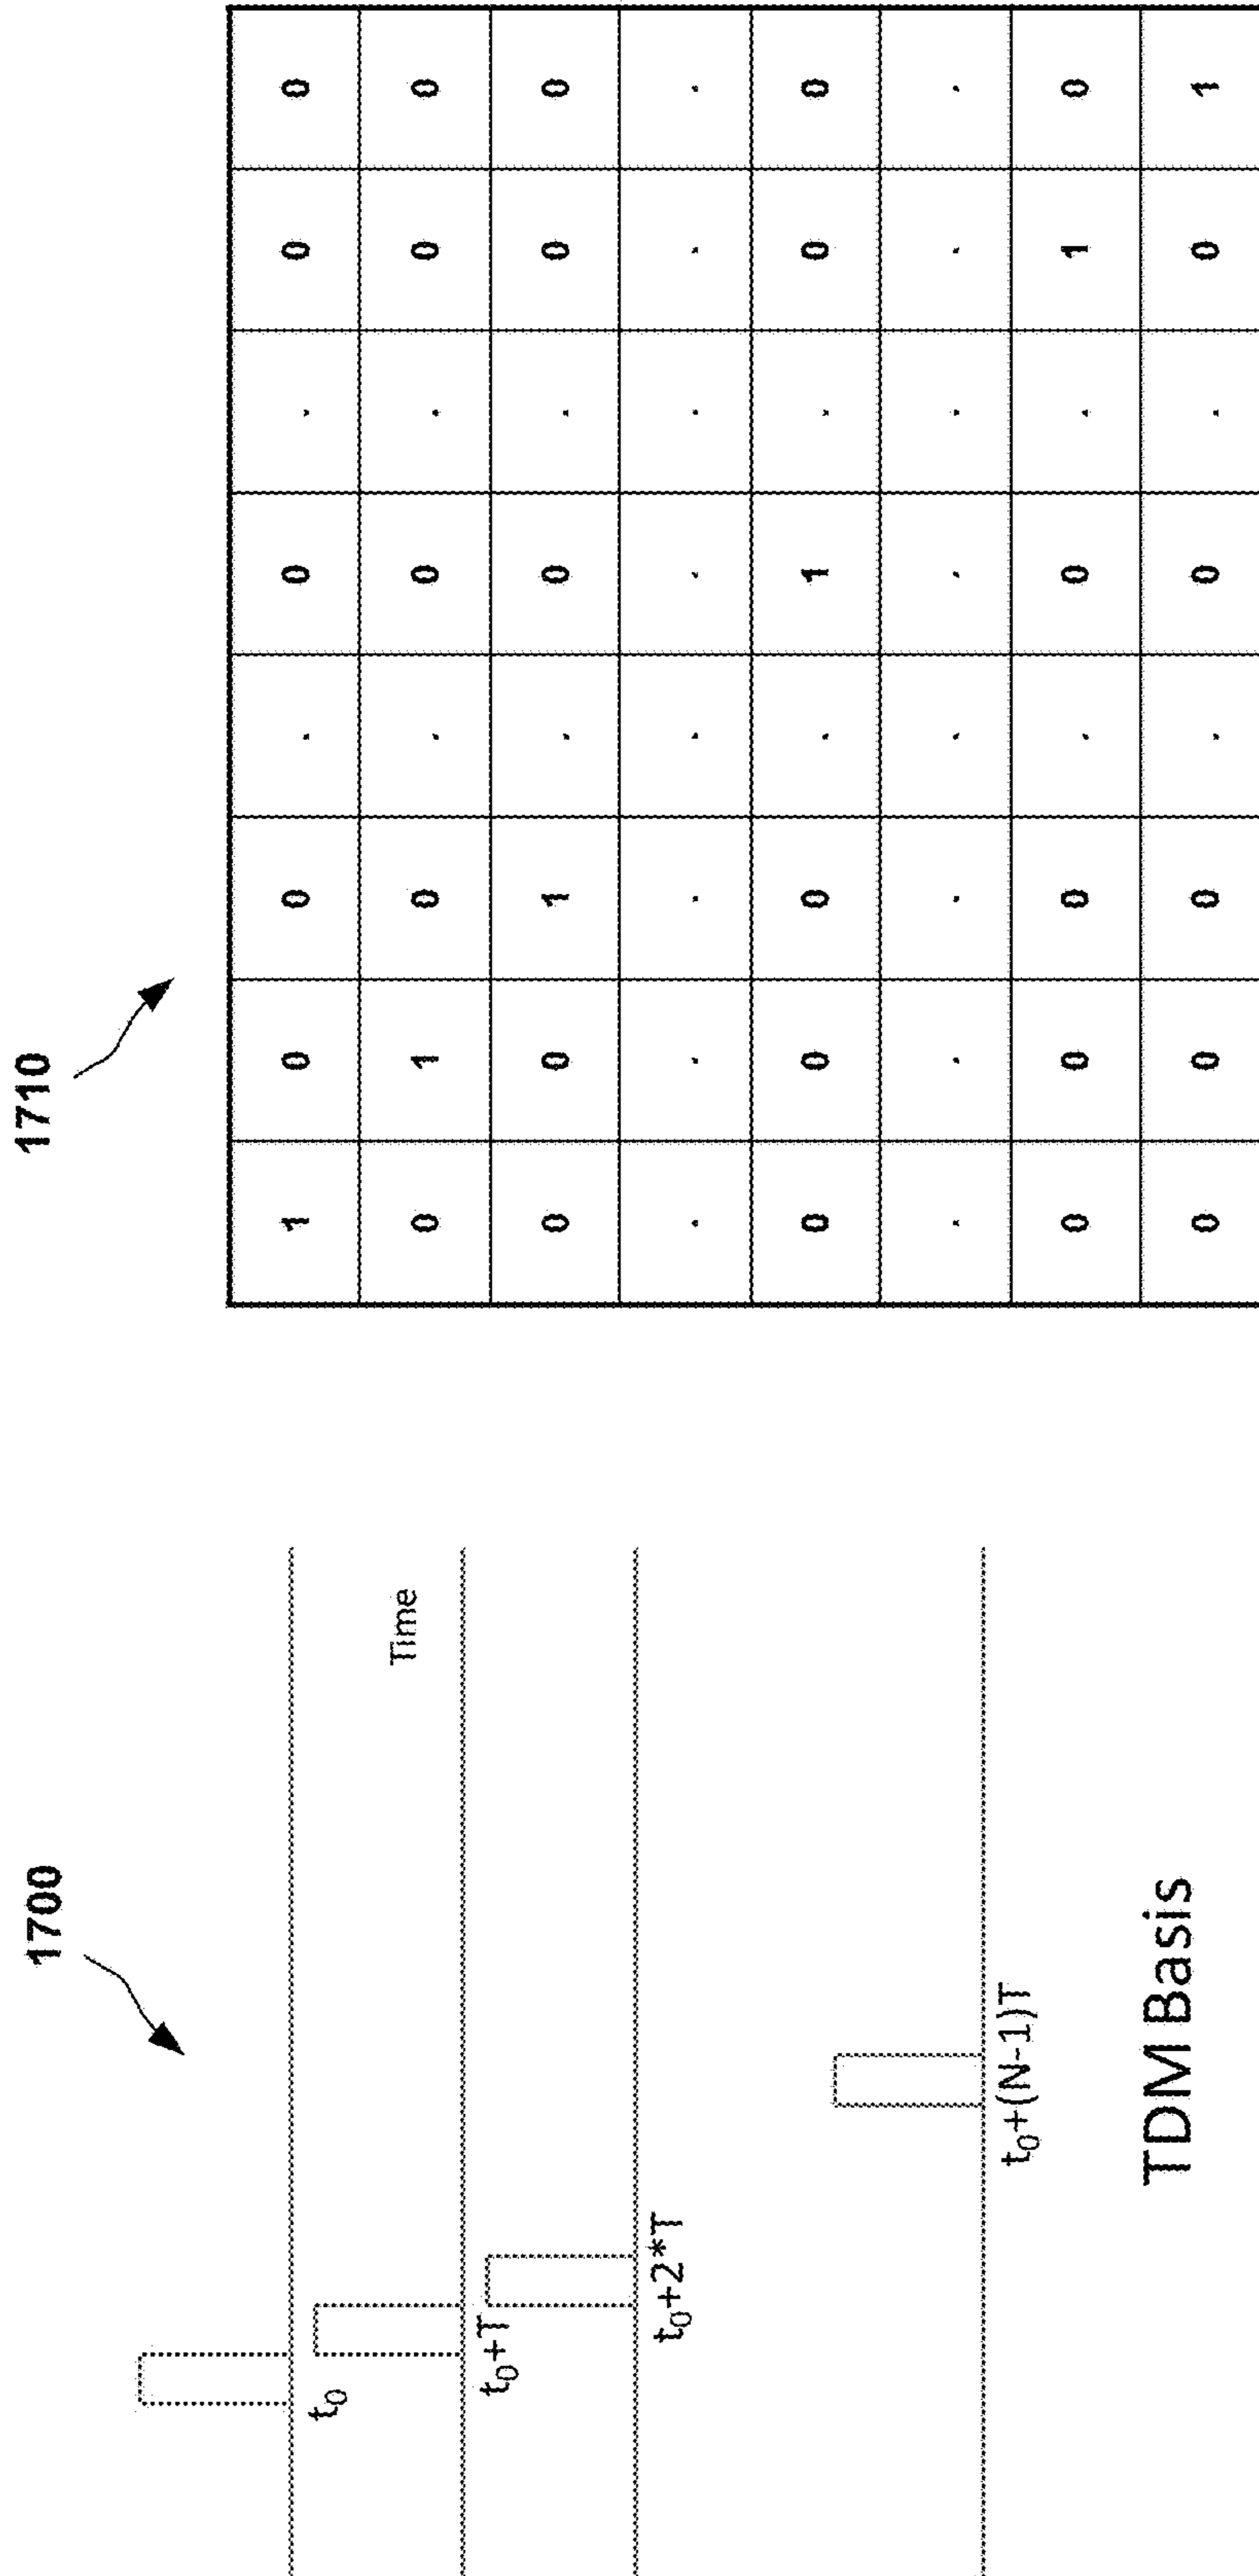 1700
t₀
Time
t₀+T
t₀+2*T
t₀+(N-1)T
TDM Basis
1710
1 0 0 . 0 . 0 0
0 1 0 . 0 . 0 0
0 0 1 . 0 . 0 0
. . . . . . . .
0 0 0 . 1 . 0 0
. . . . . . . .
0 0 0 . 0 . 1 0
0 0 0 . 0 . 0 1